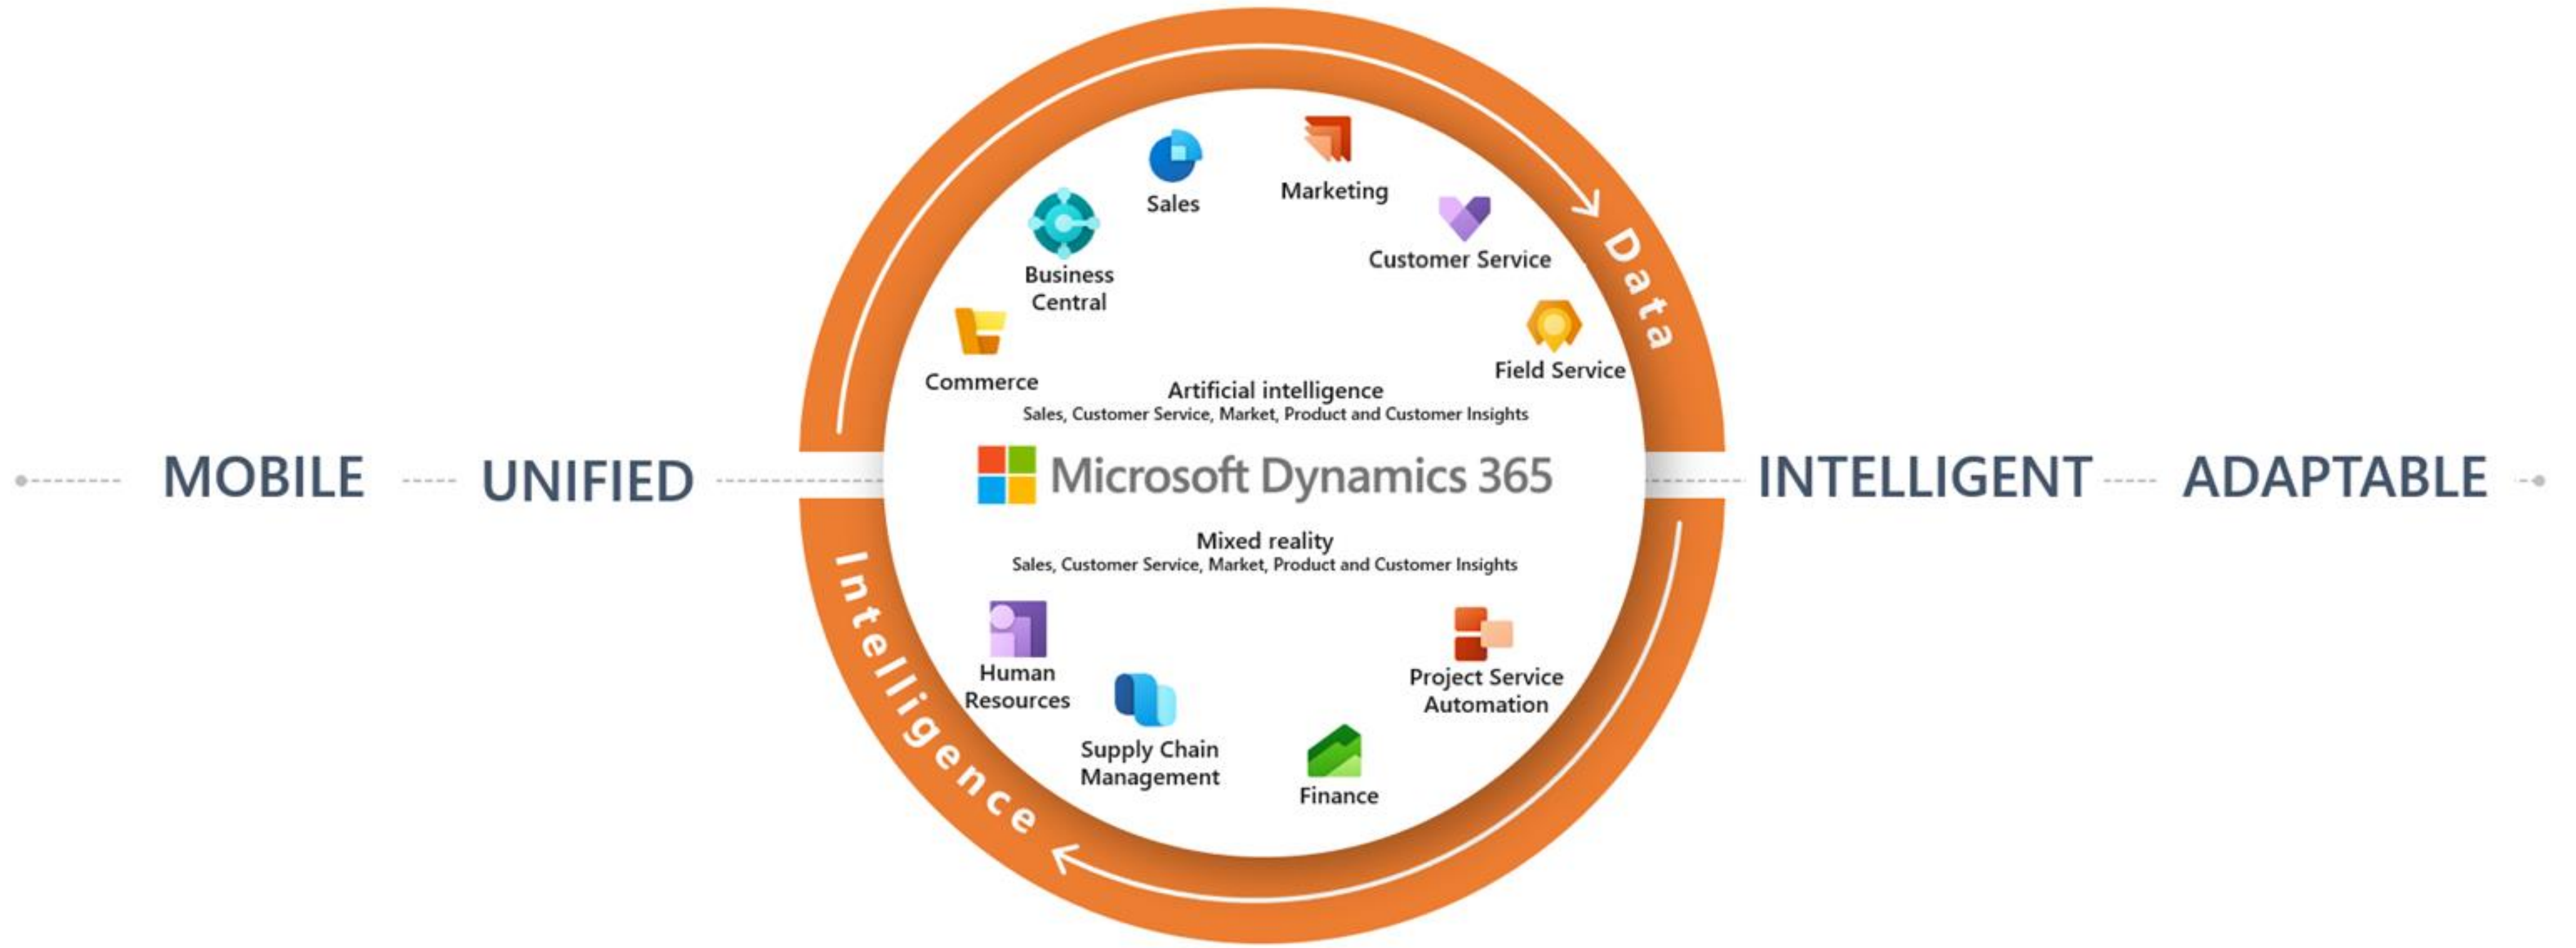 Data
Sales
Marketing
Business
Central
Customer Service
Commerce
Field Service
Artificial intelligence
Sales, Customer Service, Market, Product and Customer Insights
MOBILE
UNIFIED
Microsoft Dynamics 365
INTELLIGENT
ADAPTABLE
Mixed reality
Sales, Customer Service, Market, Product and Customer Insights
Human
Resources
Project Service
Automation
Supply Chain
Management
Finance
Intelligence